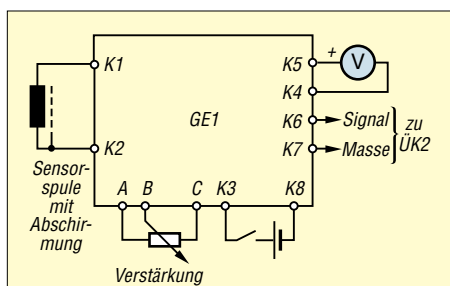 K1
K5
+
V
K4
GE1
K6
Signal
zu
ÜK2
K2
K7
Masse
Sensor-
spule
mit
Abschir-
mung
A
B
C
K3
K8
Verstärkung